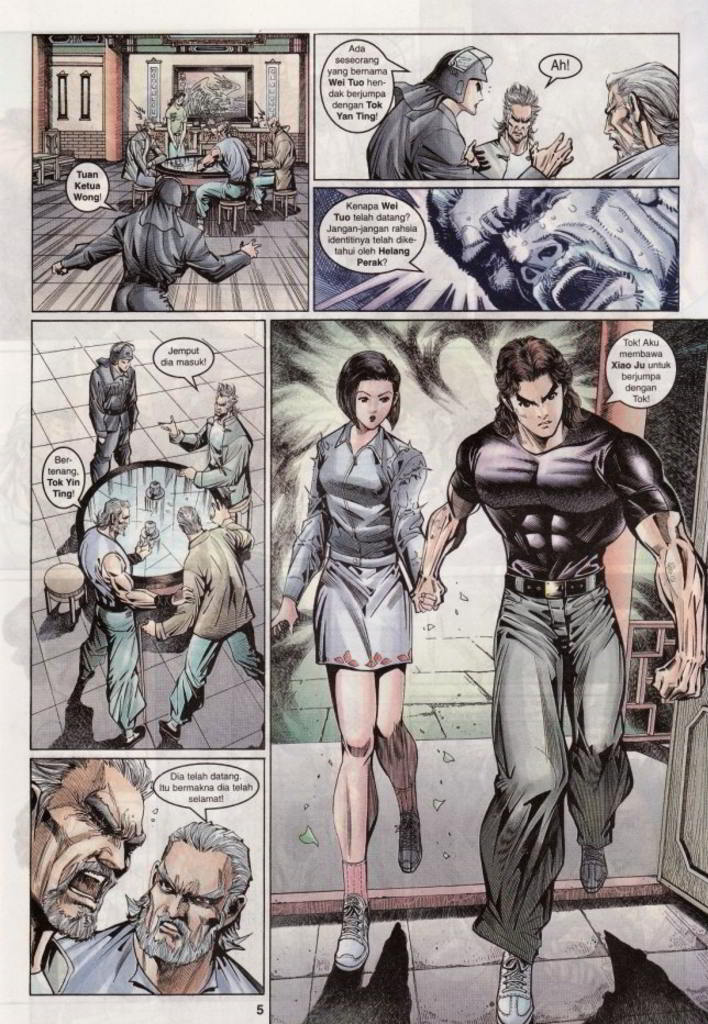 Tuan
Ketua
Wong!
Ada
seseorang
yang bernama
Wei Tuo hen-
dak berjumpa
dengan Tok
Yan Ting!
Ah!
Kenapa Wei
Tuo telah datang?
Jangan-jangan rahsia
identitinya telah dike-
tahui oleh Helang
Perak?
Jemput
dia masuk!
Ber-
tenang,
Tok Yin
Ting!
Tok! Aku
membawa
Xiao Ju untuk
berjumpa
dengan
Tok!
Dia telah datang.
Itu bermakna dia telah
selamat!
5